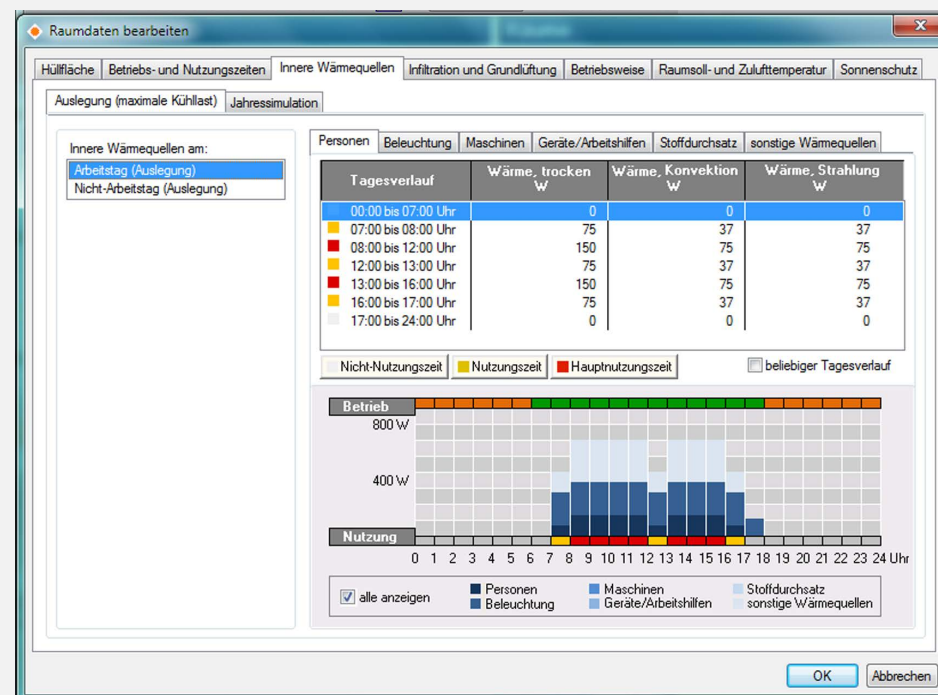 Raumdaten bearbeiten
Hüllfläche Betriebs- und Nutzungszeiten Innere Wärmequellen Infiltration und Grundlüftung Betriebsweise Raumsoll- und Zulufttemperatur Sonnenschutz
Auslegung (maximale Kühllast) Jahressimulation
Innere Wärmequellen am:
Arbeitstag (Auslegung)
Nicht-Arbeitstag (Auslegung)
Personen Beleuchtung Maschinen Geräte/Arbeitshilfen Stoffdurchsatz sonstige Wärmequellen
Tagesverlauf Wärme, trocken W Wärme, Konvektion W Wärme, Strahlung W
00:00 bis 07:00 Uhr 0 0 0
07:00 bis 08:00 Uhr 75 37 37
08:00 bis 12:00 Uhr 150 75 75
12:00 bis 13:00 Uhr 75 37 37
13:00 bis 16:00 Uhr 150 75 75
16:00 bis 17:00 Uhr 75 37 37
17:00 bis 24:00 Uhr 0 0 0
Nicht-Nutzungszeit Nutzungszeit Hauptnutzungszeit beliebiger Tagesverlauf
Betrieb
800 W
400 W
Nutzung
0 1 2 3 4 5 6 7 8 9 10 11 12 13 14 15 16 17 18 19 20 21 22 23 24 Uhr
alle anzeigen Personen Maschinen Stoffdurchsatz
Beleuchtung Geräte/Arbeitshilfen sonstige Wärmequellen
OK Abbrechen